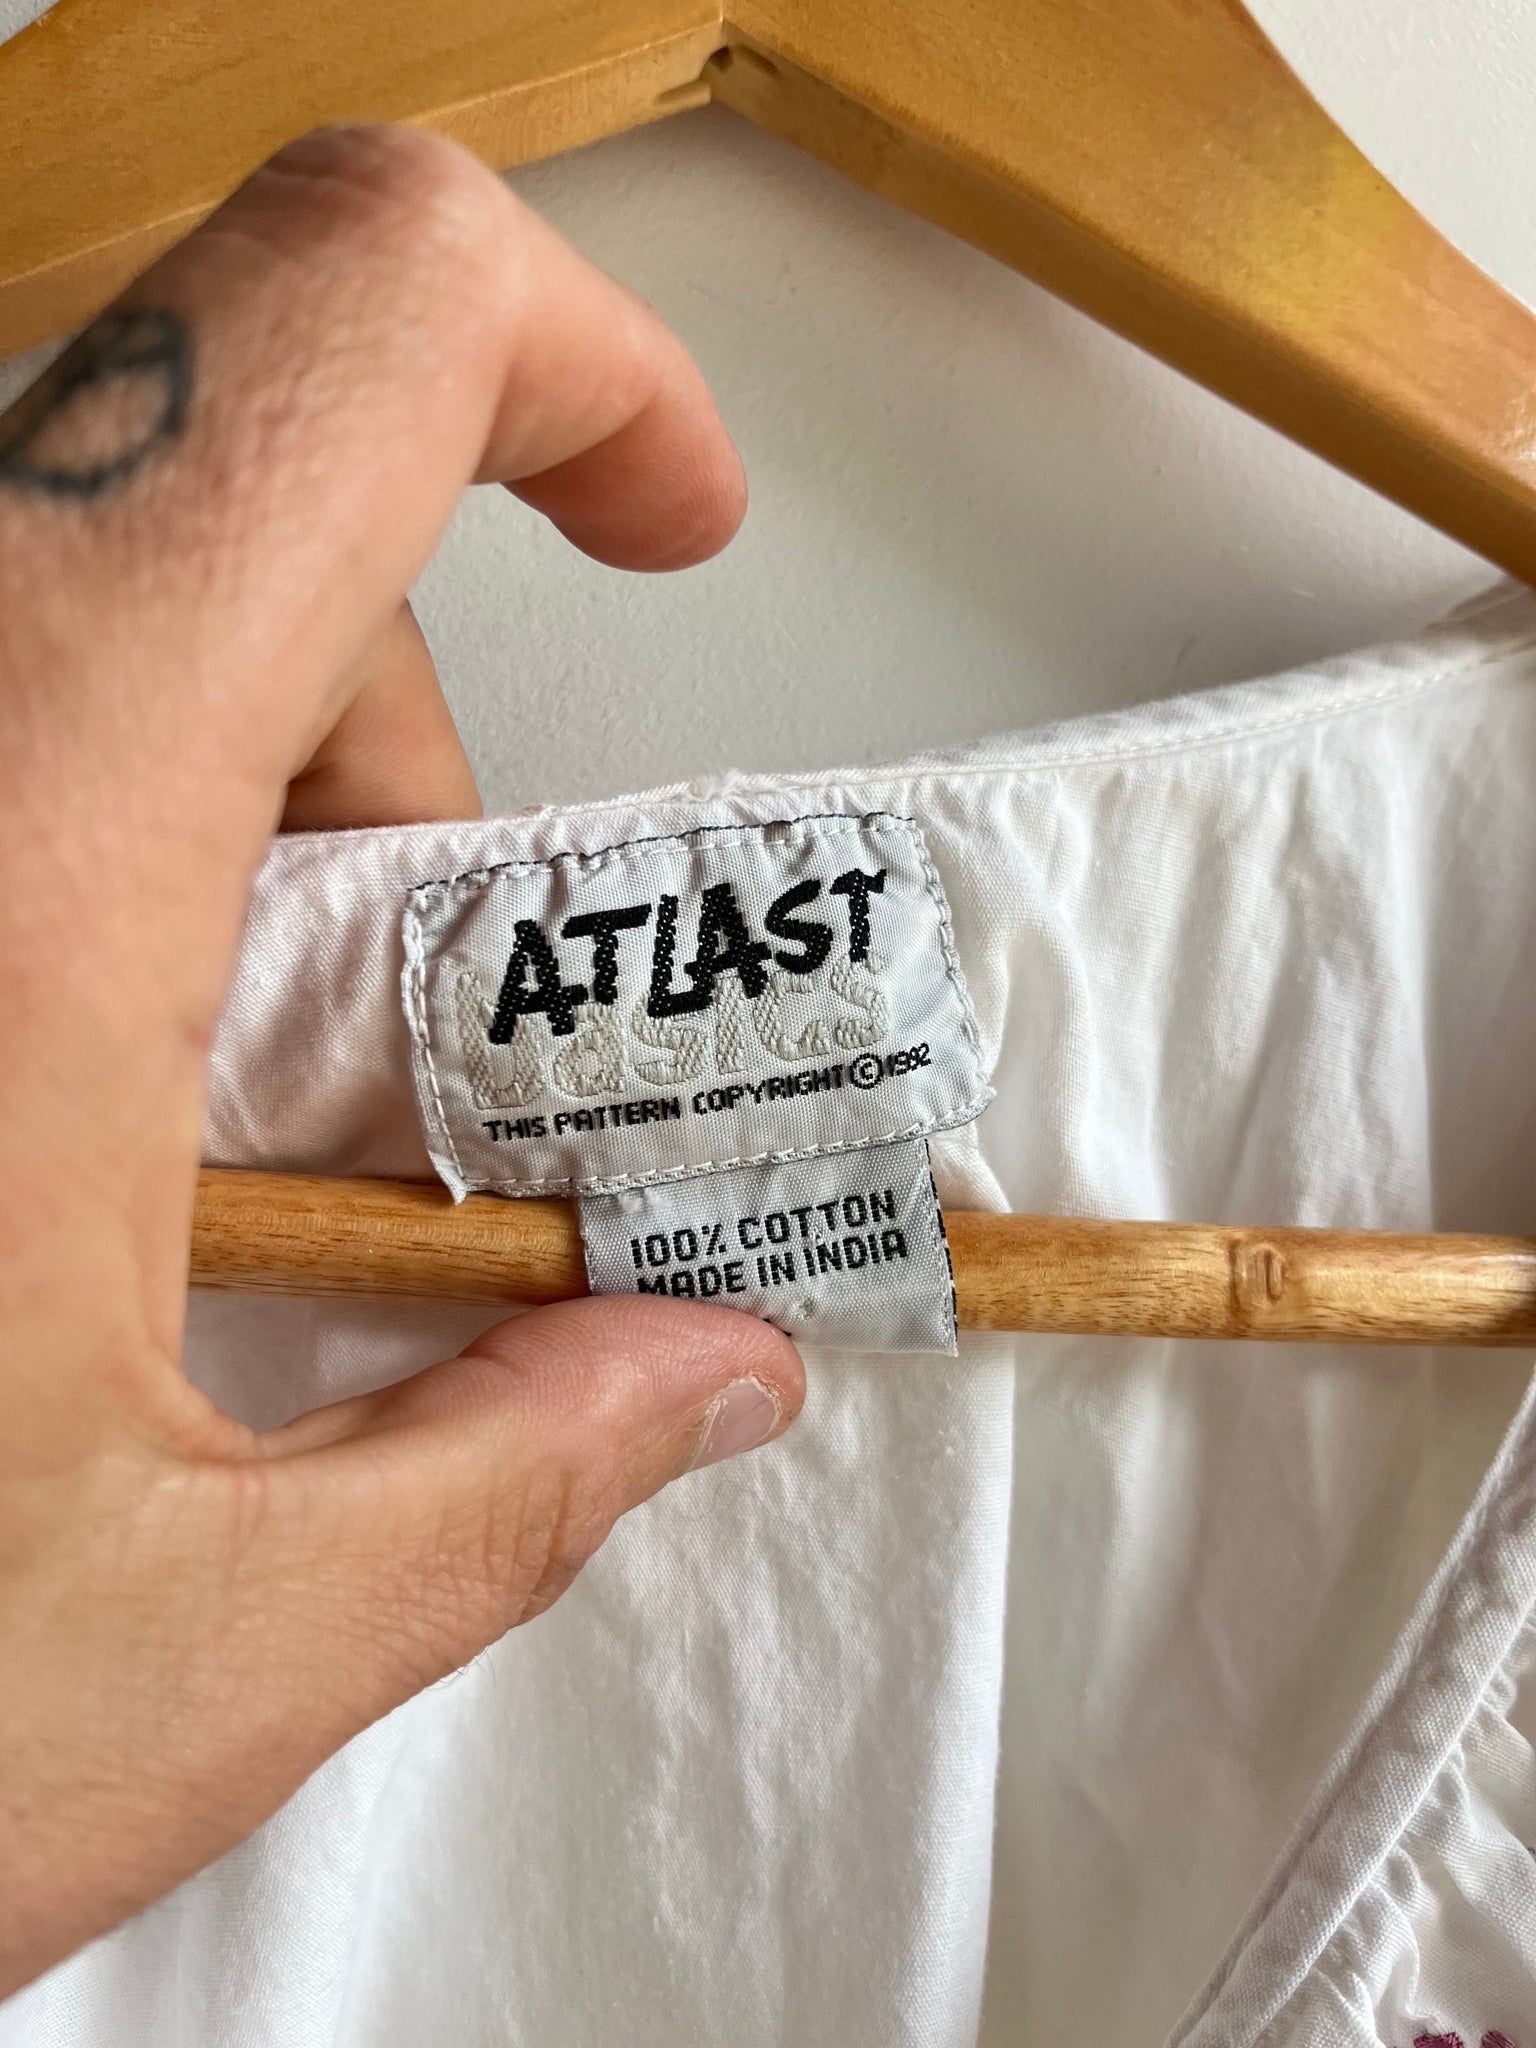 ATLAST
basics
THIS PATTERN COPYRIGHT © 1992
100% COTTON
MADE IN INDIA